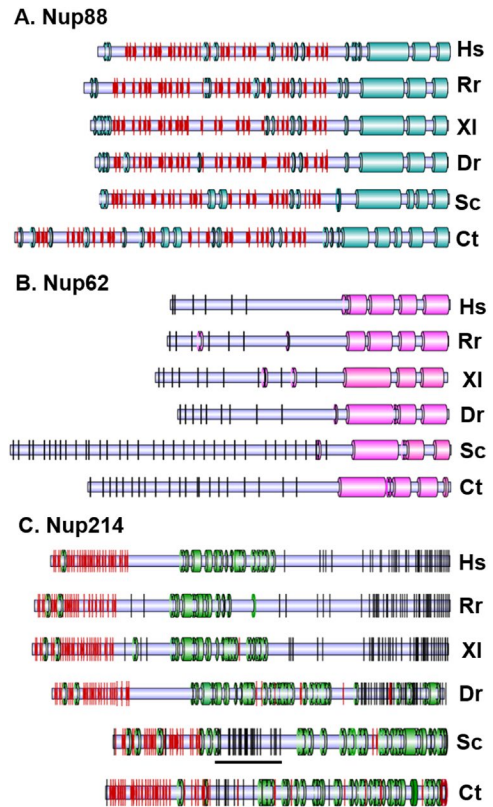 A. Nup88
Hs
Rr
Xl
Dr
Sc
Ct
B. Nup62
Hs
Rr
Xl
Dr
Sc
Ct
C. Nup214
Hs
Rr
Xl
Dr
Sc
Ct